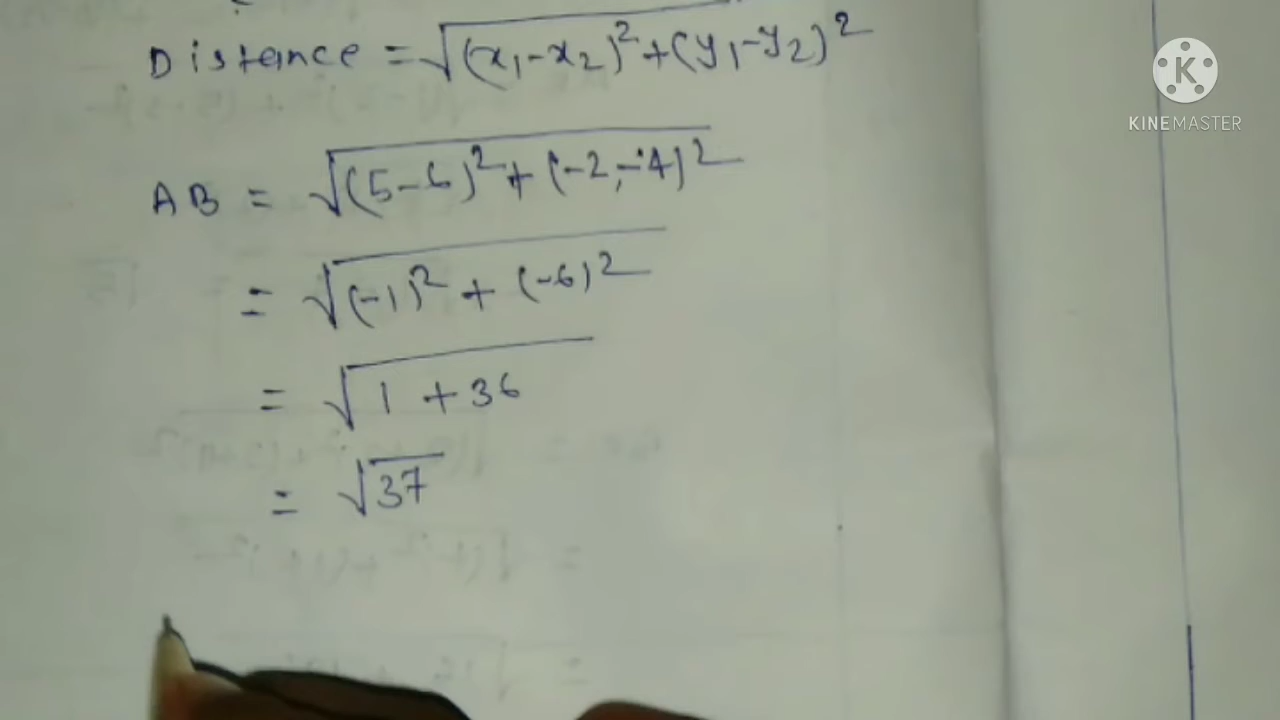 Distance = √(x₁-x₂)²+(y₁-y₂)²
KINEMASTER
AB = √(5-6)²+(-2,-4)²
= √(-1)²+(-6)²
= √1+36
= √37